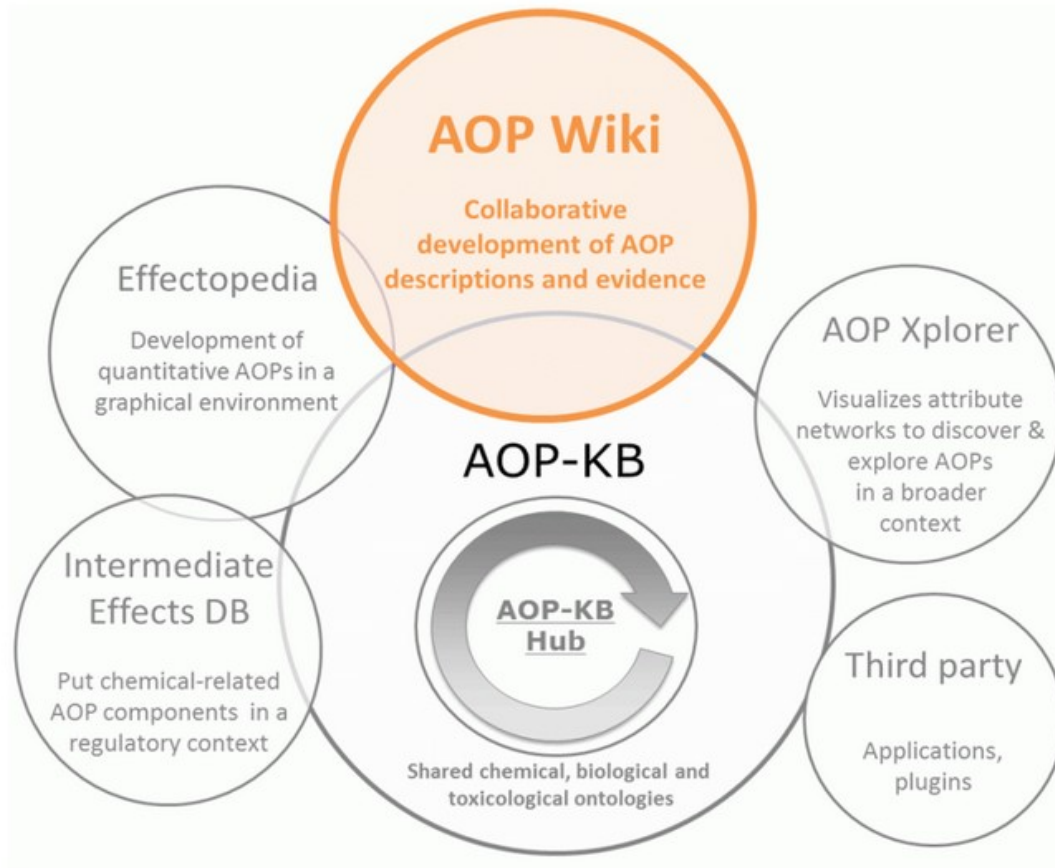 AOP Wiki
Collaborative
development of AOP
descriptions and evidence
Effectopedia
Development of
quantitative AOPs in a
graphical environment
AOP Xplorer
Visualizes attribute
networks to discover &
explore AOPs
in a broader
context
AOP-KB
Intermediate
Effects DB
Put chemical-related
AOP components in a
regulatory context
AOP-KB
Hub
Shared chemical, biological and
toxicological ontologies
Third party
Applications,
plugins